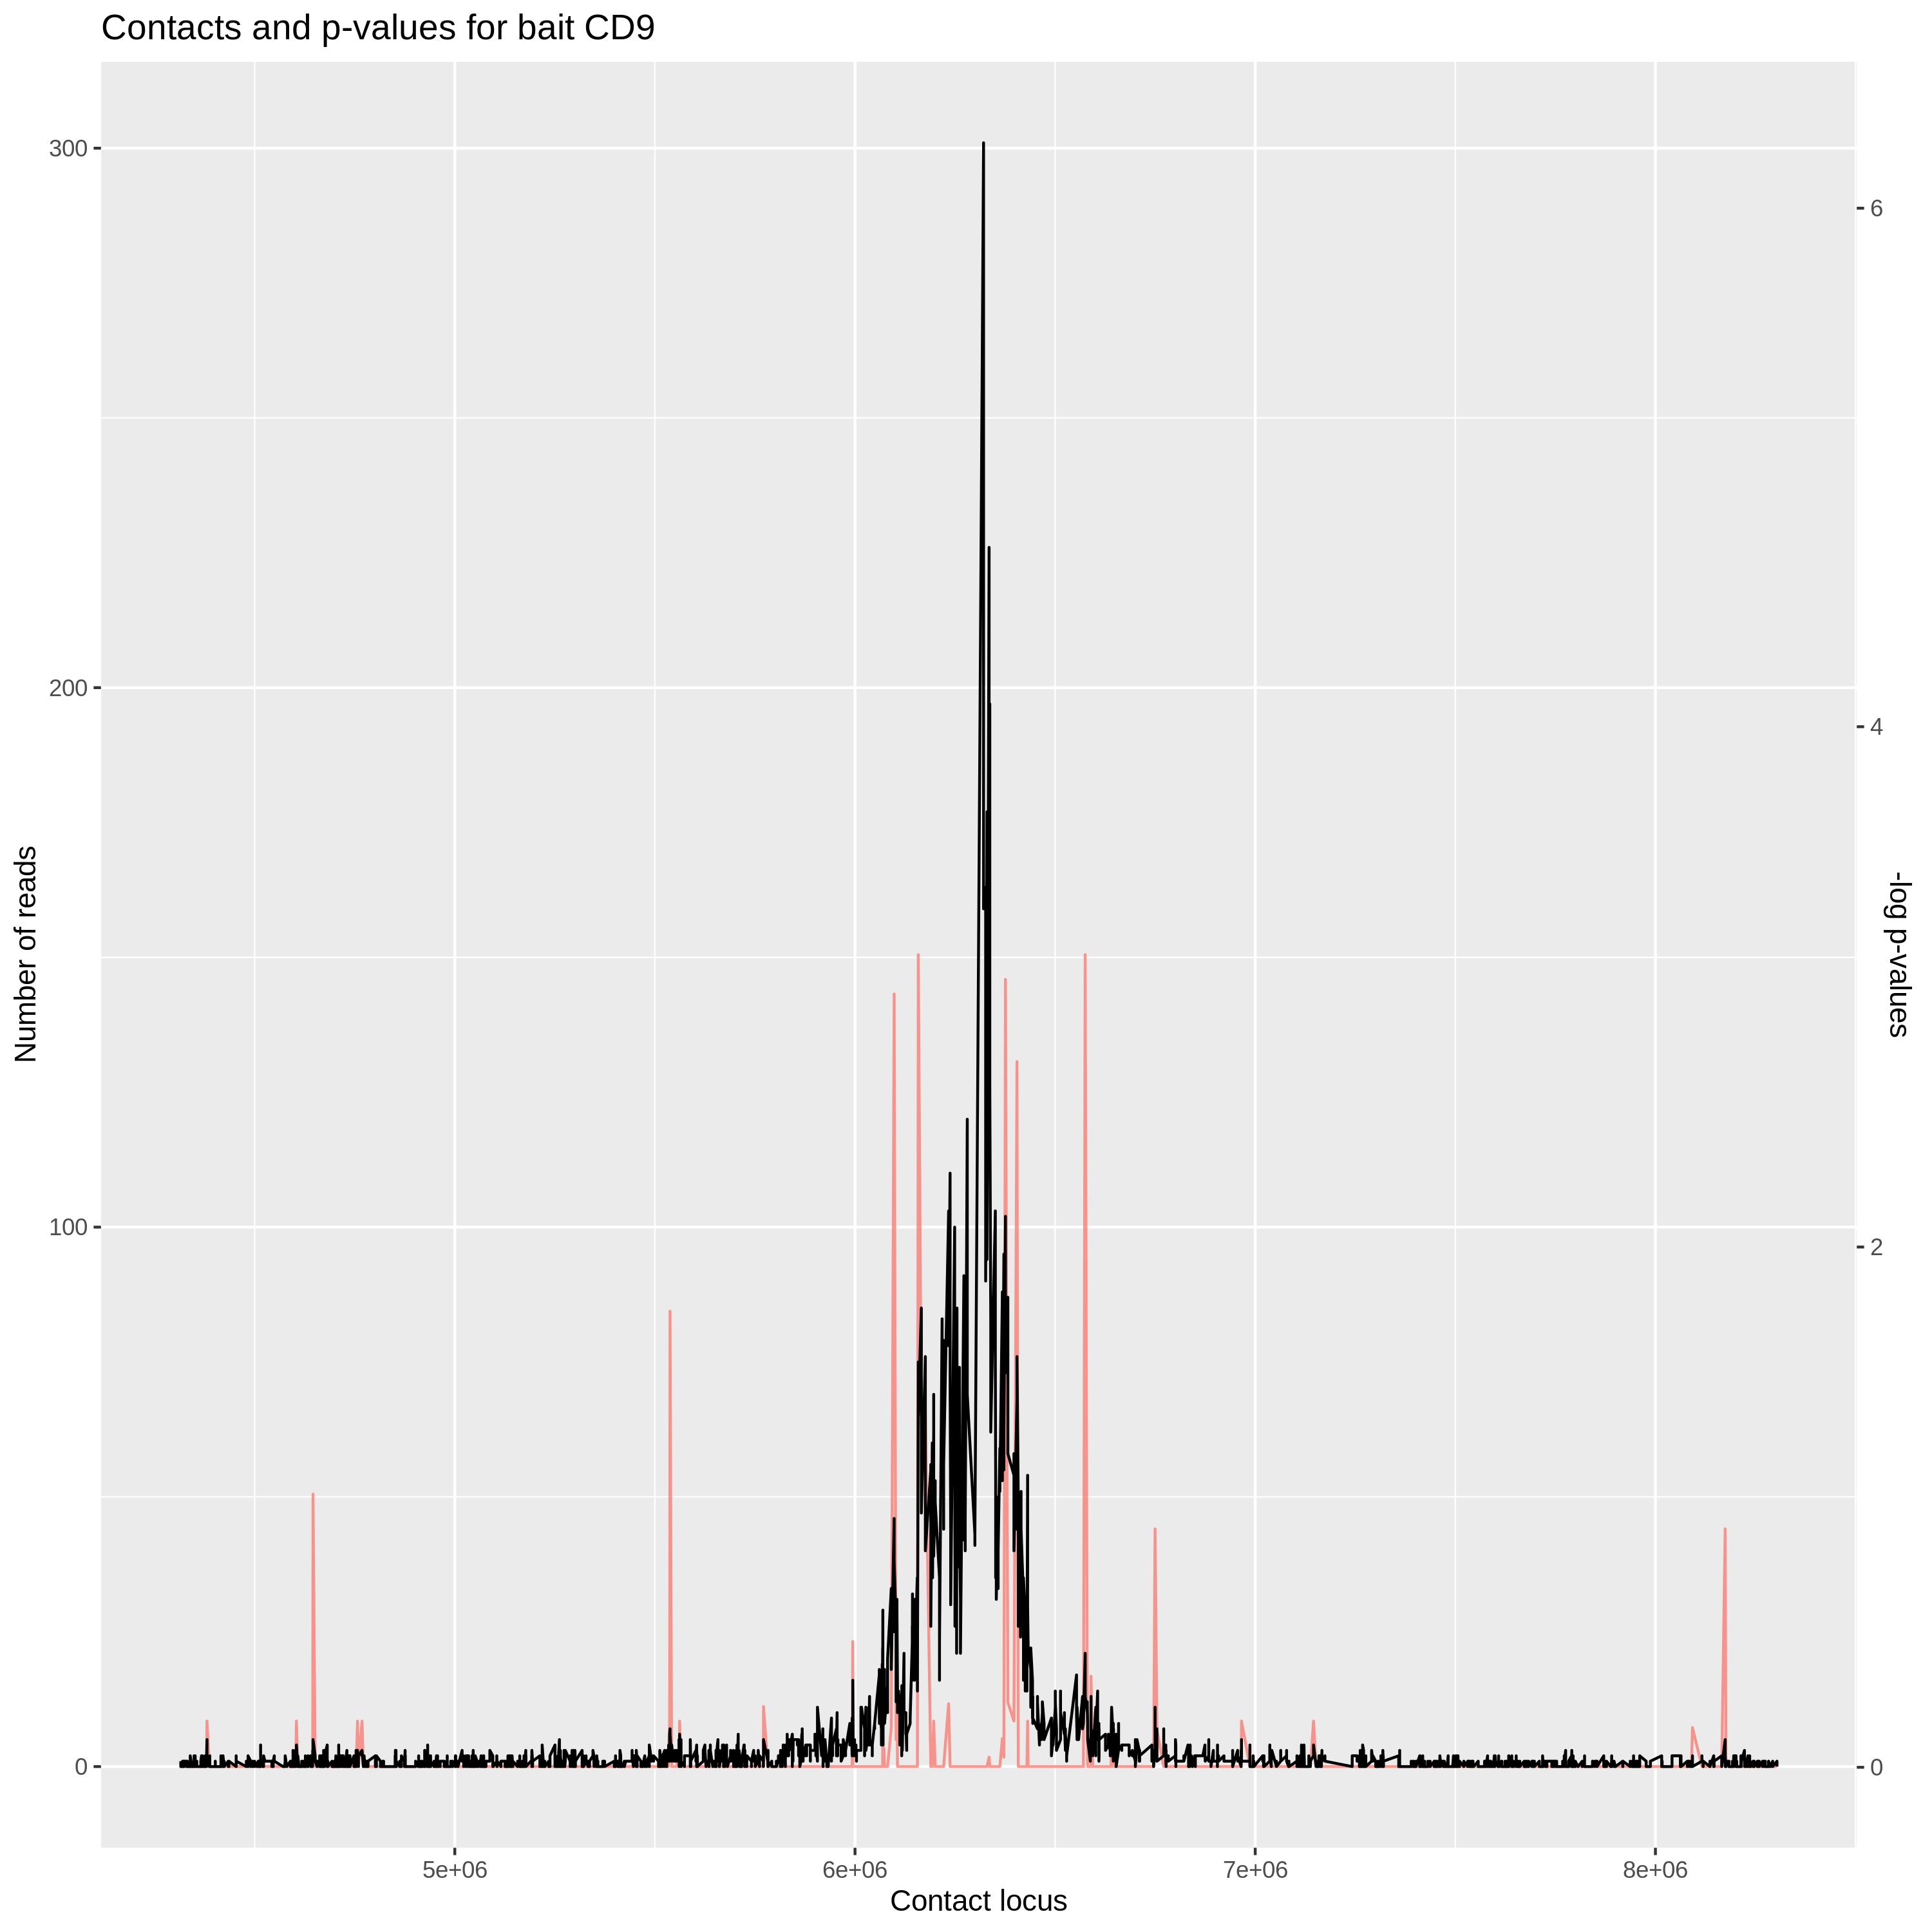 Contacts and p-values for bait CD9
300
200
100
0
6
4
2
0
Number of reads
-log p-values
5e+06
6e+06
7e+06
8e+06
Contact locus